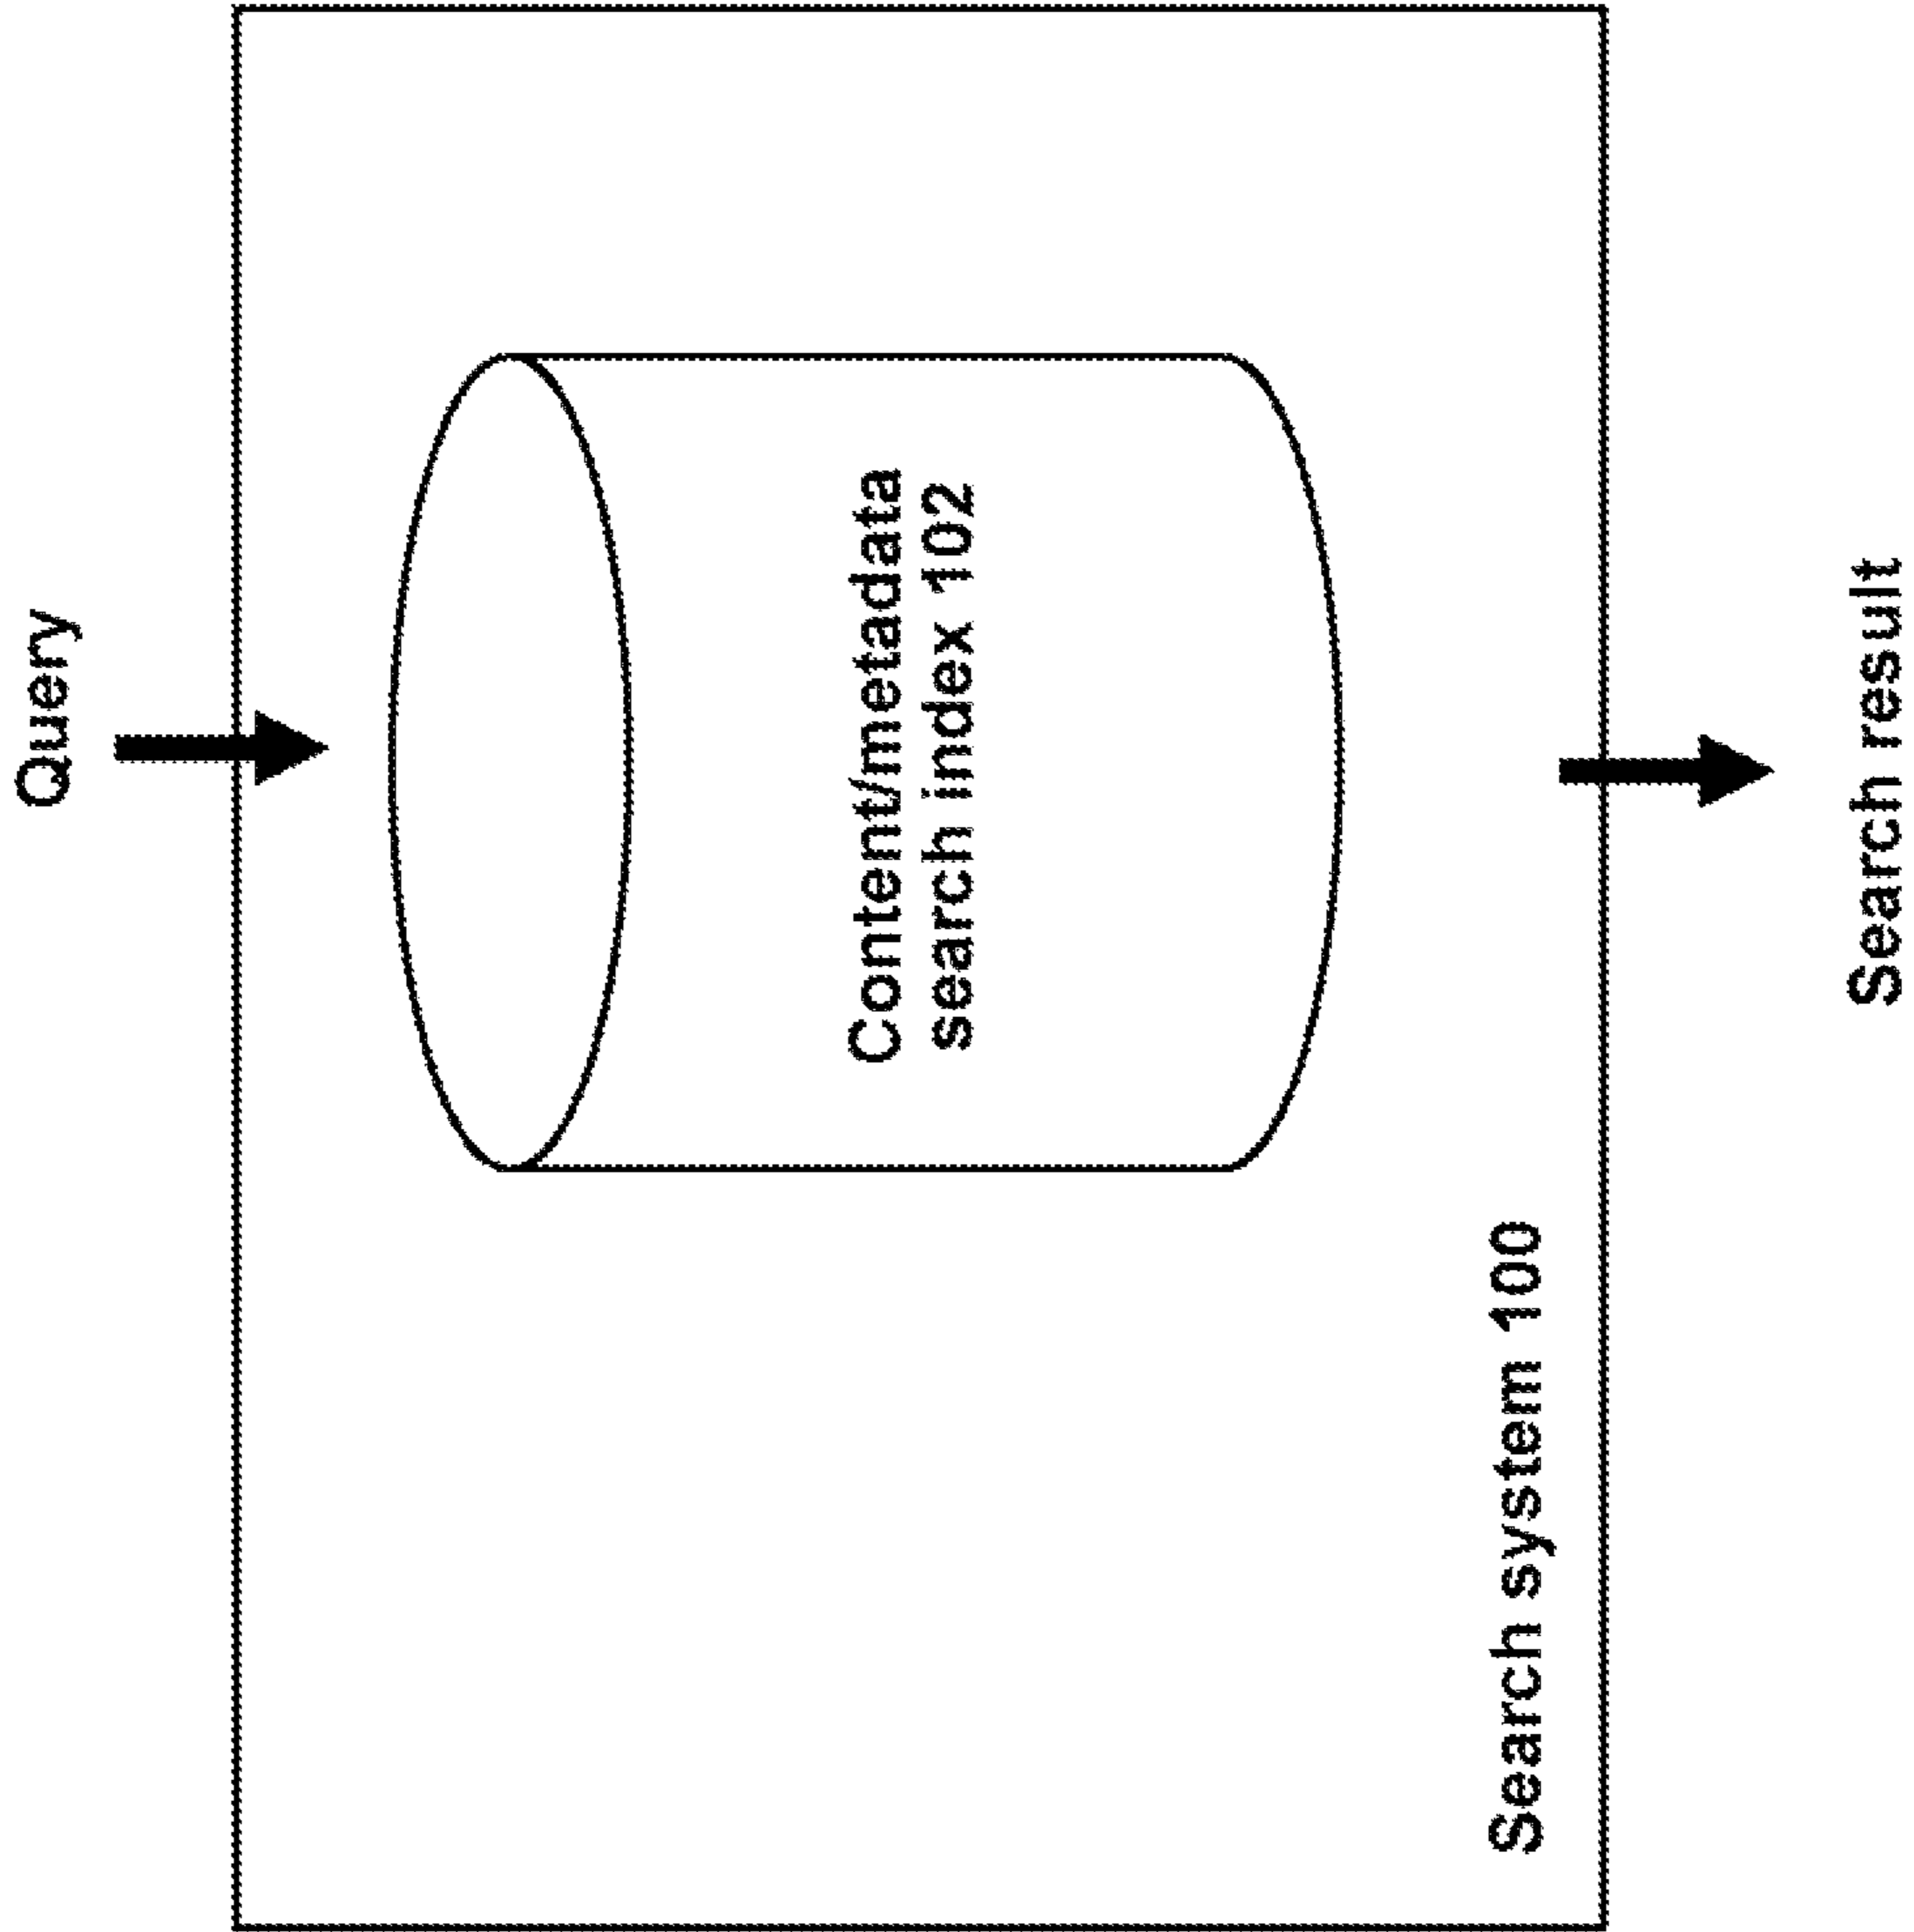 Query
Content/metadata
search index 102
Search system 100
Search result